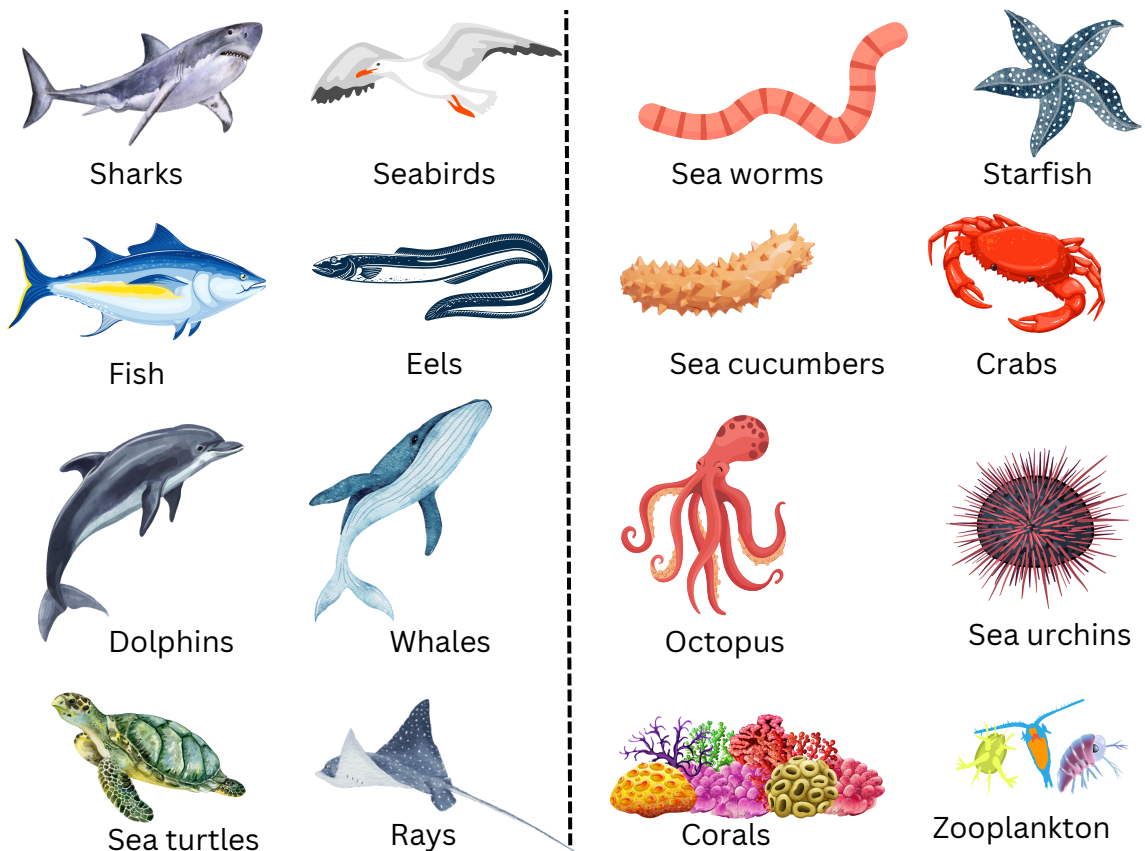 Sharks
Seabirds
Sea worms
Starfish
Fish
Eels
Sea cucumbers
Crabs
Dolphins
Whales
Octopus
Sea urchins
Sea turtles
Rays
Corals
Zooplankton